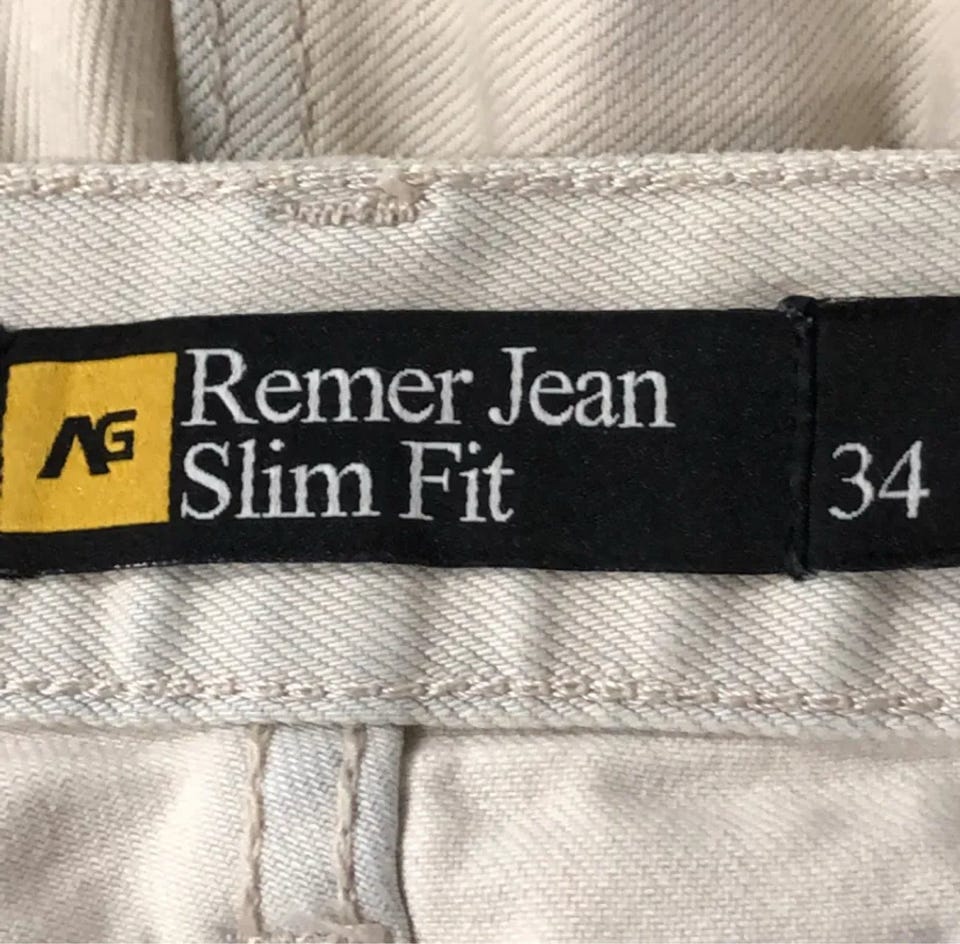 AG
Remer Jean
Slim Fit
34